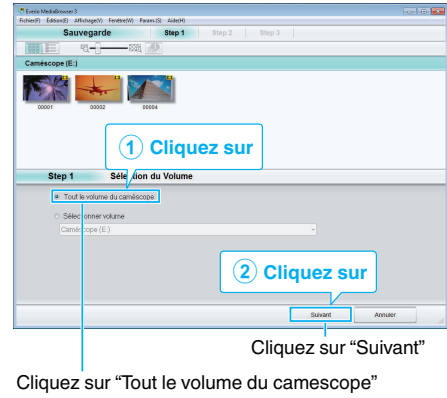 Everio MediaBrowser 3
Fichier(F) Édition(E) Affichage(V) Fenêtre(W) Param.(S) Aide(H)
Sauvegarde Step 1 Step 2 Step 3
Caméscope (E:)
00001 00002 00004
① Cliquez sur
Step 1 Sélection du Volume
Tout le volume du caméscope
Sélectionner volume
Caméscope (E:)
② Cliquez sur
Suivant Annuler
Cliquez sur “Suivant”
Cliquez sur “Tout le volume du camescope”